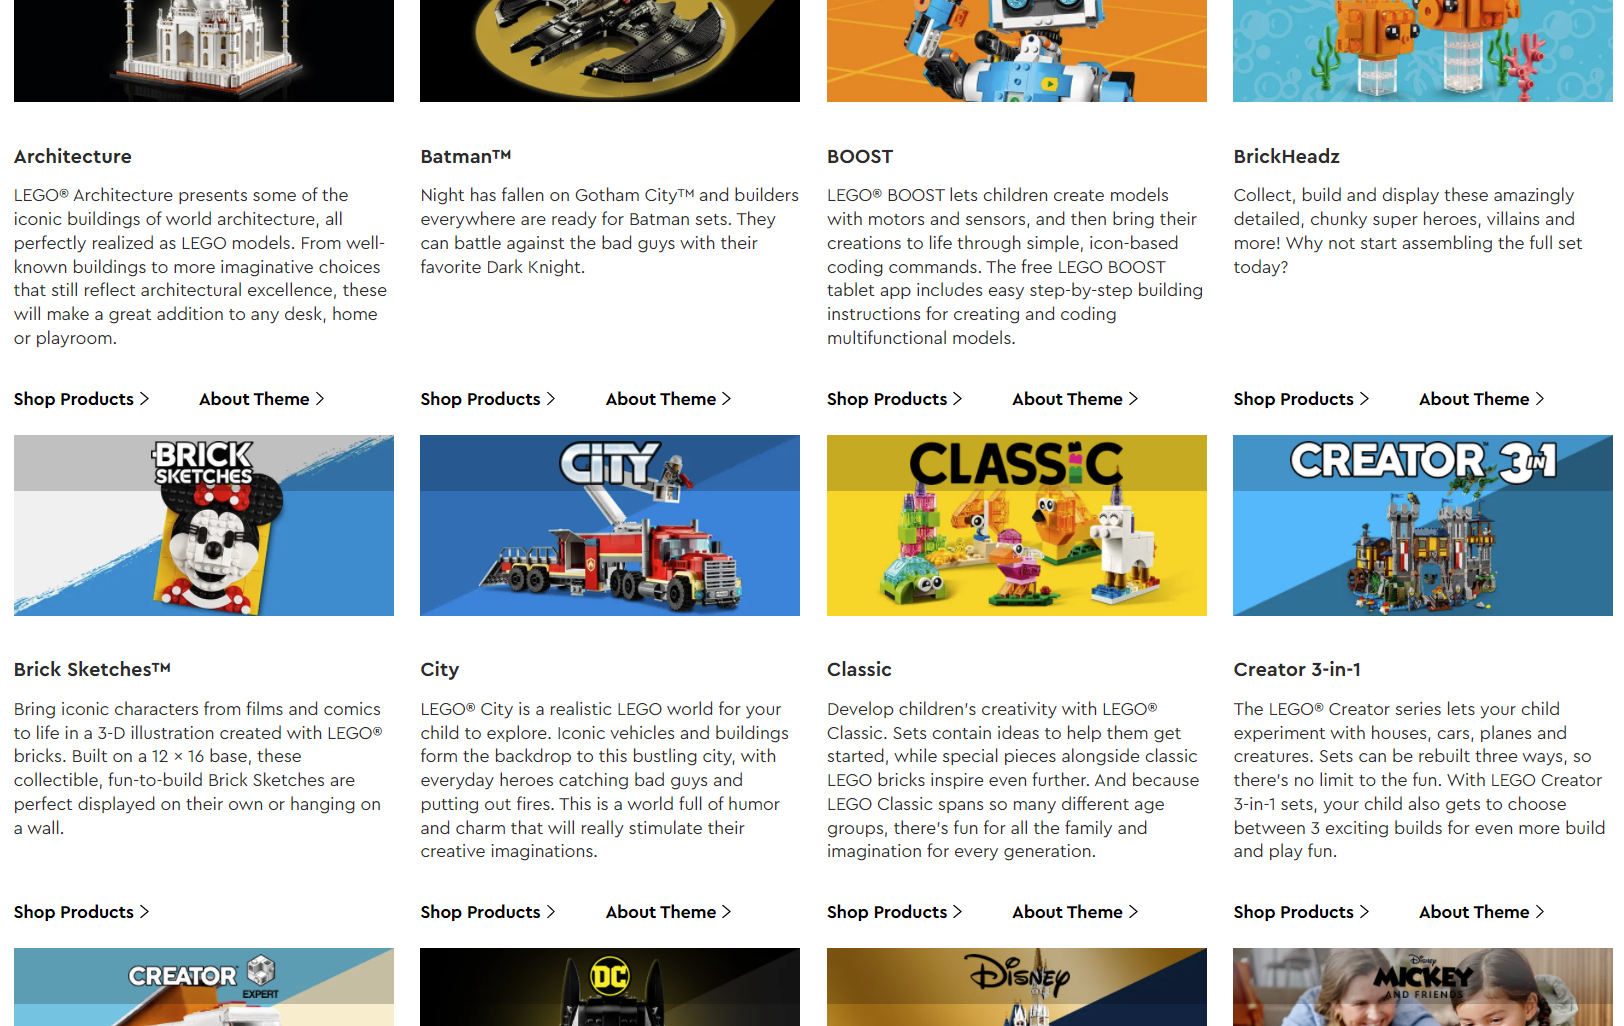 Architecture
LEGO® Architecture presents some of the
iconic buildings of world architecture, all
perfectly realized as LEGO models. From well-
known buildings to more imaginative choices
that still reflect architectural excellence, these
will make a great addition to any desk, home
or playroom.
Shop Products >
About Theme >
Batman™
Night has fallen on Gotham City™ and builders
everywhere are ready for Batman sets. They
can battle against the bad guys with their
favorite Dark Knight.
Shop Products >
About Theme >
BOOST
LEGO® BOOST lets children create models
with motors and sensors, and then bring their
creations to life through simple, icon-based
coding commands. The free LEGO BOOST
tablet app includes easy step-by-step building
instructions for creating and coding
multifunctional models.
Shop Products >
About Theme >
BrickHeadz
Collect, build and display these amazingly
detailed, chunky super heroes, villains and
more! Why not start assembling the full set
today?
Shop Products >
About Theme >
BRICK
SKETCHES
Brick Sketches™
Bring iconic characters from films and comics
to life in a 3-D illustration created with LEGO®
bricks. Built on a 12 × 16 base, these
collectible, fun-to-build Brick Sketches are
perfect displayed on their own or hanging on
a wall.
Shop Products >
CITY
City
LEGO® City is a realistic LEGO world for your
child to explore. Iconic vehicles and buildings
form the backdrop to this bustling city, with
everyday heroes catching bad guys and
putting out fires. This is a world full of humor
and charm that will really stimulate their
creative imaginations.
Shop Products >
About Theme >
CLASSIC
Classic
Develop children's creativity with LEGO®
Classic. Sets contain ideas to help them get
started, while special pieces alongside classic
LEGO bricks inspire even further. And because
LEGO Classic spans so many different age
groups, there's fun for all the family and
imagination for every generation.
Shop Products >
About Theme >
CREATOR™ 3IN1
Creator 3-in-1
The LEGO® Creator series lets your child
experiment with houses, cars, planes and
creatures. Sets can be rebuilt three ways, so
there's no limit to the fun. With LEGO Creator
3-in-1 sets, your child also gets to choose
between 3 exciting builds for even more build
and play fun.
Shop Products >
About Theme >
CREATOR
EXPERT
DC
Disney
Disney
MICKEY
AND FRIENDS